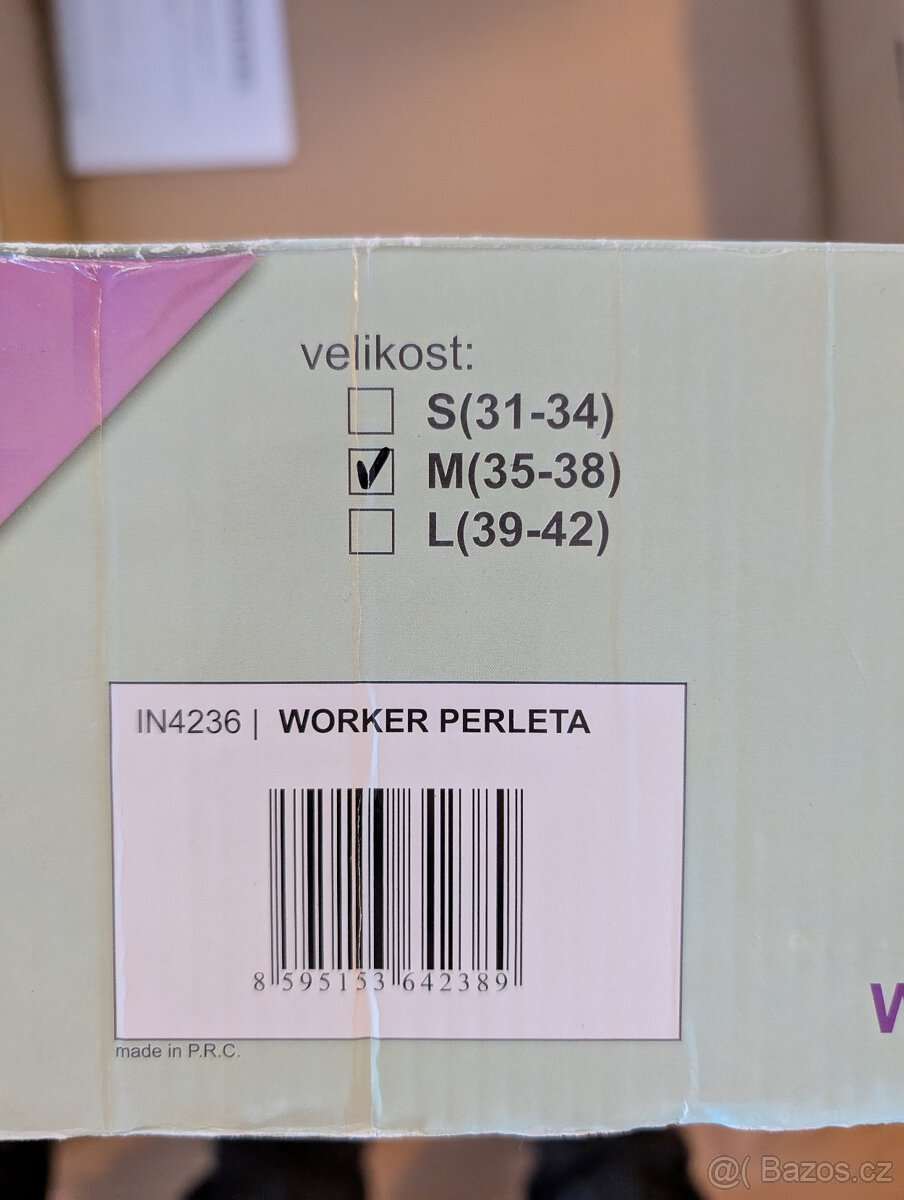 velikost:
S(31-34)
M(35-38)
L(39-42)
IN4236 | WORKER PERLETA
8 595153 642389
made in P.R.C.
@( Bazos.cz